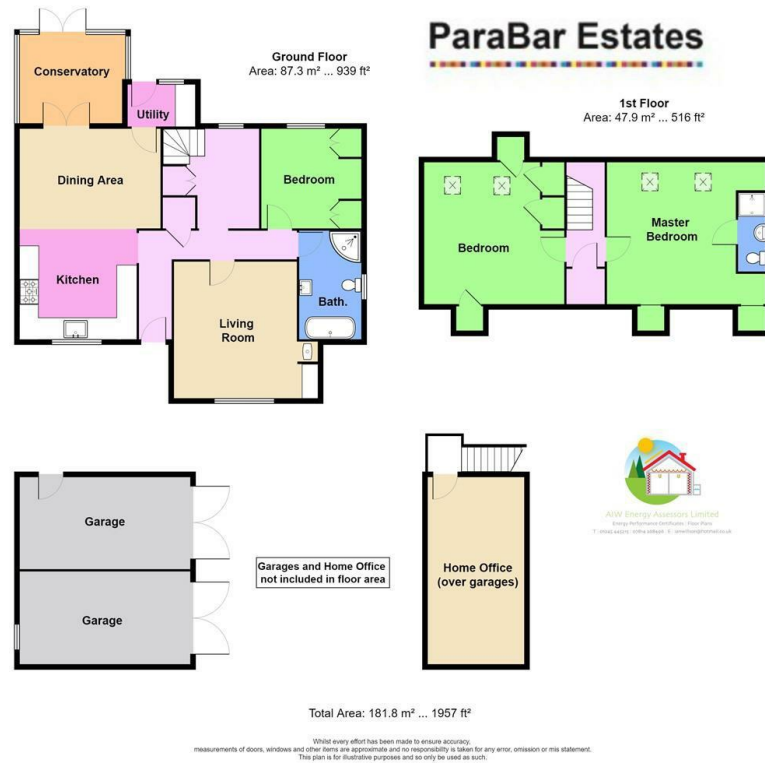 ParaBar Estates
Ground Floor
Area: 87.3 m² ... 939 ft²
1st Floor
Area: 47.9 m² ... 516 ft²
Conservatory
Utility
Dining Area
Bedroom
Kitchen
Living
Room
Bath.
Bedroom
Master
Bedroom
Garage
Garage
Garages and Home Office
not included in floor area
Home Office
(over garages)
AIW Energy Assessors Limited
Energy Performance Certificates : Floor Plans
Total Area: 181.8 m² ... 1957 ft²
Whilst every effort has been made to ensure accuracy,
measurements of doors, windows and other items are approximate and no responsibility is taken for any error, omission or mis statement.
This plan is for illustrative purposes and so only be used as such.